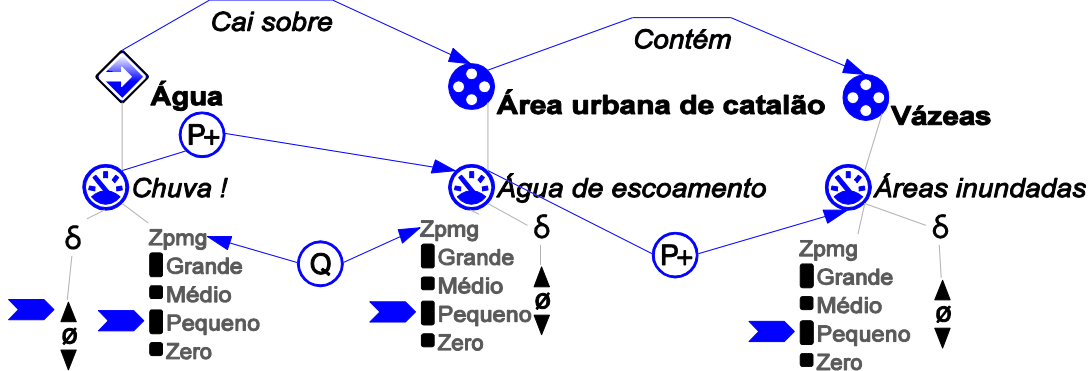 Cai sobre
Contém
Água
Área urbana de catalão
Vázeas
P+
Chuva !
Água de escoamento
Áreas inundadas
δ
Zpmg
Grande
Médio
Pequeno
Zero
ø
Q
Zpmg
Grande
Médio
Pequeno
Zero
δ
ø
P+
Zpmg
Grande
Médio
Pequeno
Zero
δ
ø